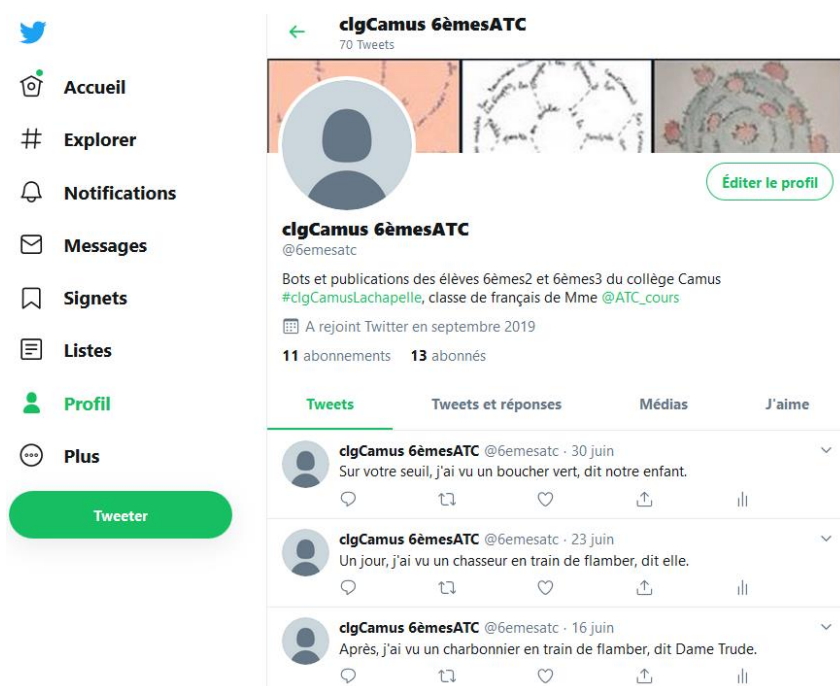 clgCamus 6èmesATC
70 Tweets
Accueil
Explorer
Notifications
Messages
Signets
Listes
Profil
Plus
Tweeter
Éditer le profil
clgCamus 6èmesATC
@6emesatc
Bots et publications des élèves 6èmes2 et 6èmes3 du collège Camus
#clgCamusLachapelle, classe de français de Mme @ATC_cours
A rejoint Twitter en septembre 2019
11 abonnements 13 abonnés
Tweets Tweets et réponses Médias J'aime
clgCamus 6èmesATC @6emesatc · 30 juin
Sur votre seuil, j'ai vu un boucher vert, dit notre enfant.
clgCamus 6èmesATC @6emesatc · 23 juin
Un jour, j'ai vu un chasseur en train de flamber, dit elle.
clgCamus 6èmesATC @6emesatc · 16 juin
Après, j'ai vu un charbonnier en train de flamber, dit Dame Trude.